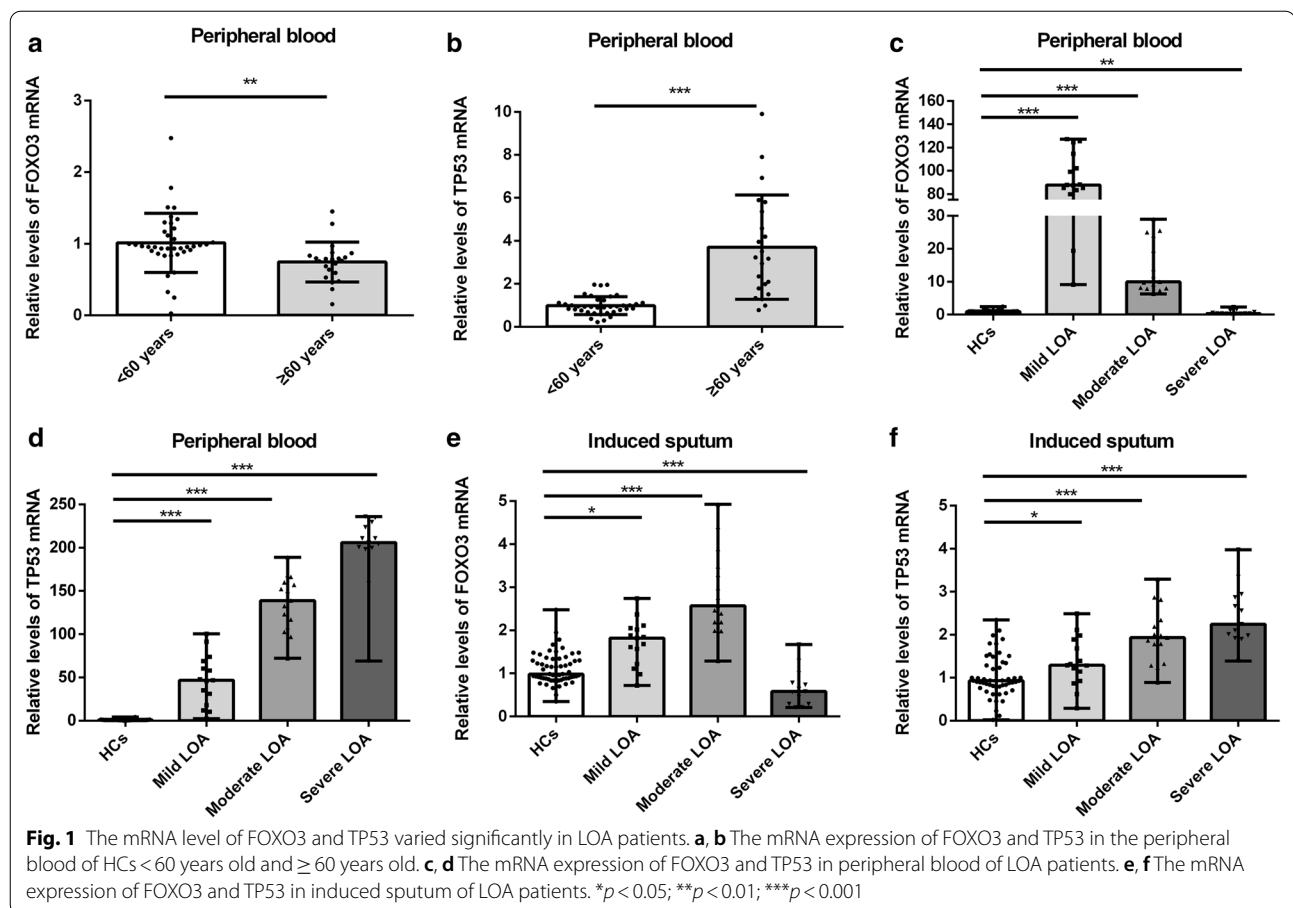 a
Peripheral blood
**
Relative levels of FOXO3 mRNA
3
2
1
0
<60 years
≥60 years
b
Peripheral blood
***
Relative levels of TP53 mRNA
10
8
6
4
2
0
<60 years
≥60 years
c
Peripheral blood
**
***
***
Relative levels of FOXO3 mRNA
160
140
120
100
80
30
20
10
0
HCs
Mild LOA
Moderate LOA
Severe LOA
d
Peripheral blood
***
***
***
Relative levels of TP53 mRNA
250
200
150
100
50
0
HCs
Mild LOA
Moderate LOA
Severe LOA
e
Induced sputum
***
***
*
Relative levels of FOXO3 mRNA
5
4
3
2
1
0
HCs
Mild LOA
Moderate LOA
Severe LOA
f
Induced sputum
***
***
*
Relative levels of TP53 mRNA
5
4
3
2
1
0
HCs
Mild LOA
Moderate LOA
Severe LOA
Fig. 1 The mRNA level of FOXO3 and TP53 varied significantly in LOA patients. a, b The mRNA expression of FOXO3 and TP53 in the peripheral
blood of HCs < 60 years old and ≥ 60 years old. c, d The mRNA expression of FOXO3 and TP53 in peripheral blood of LOA patients. e, f The mRNA
expression of FOXO3 and TP53 in induced sputum of LOA patients. *p < 0.05; **p < 0.01; ***p < 0.001